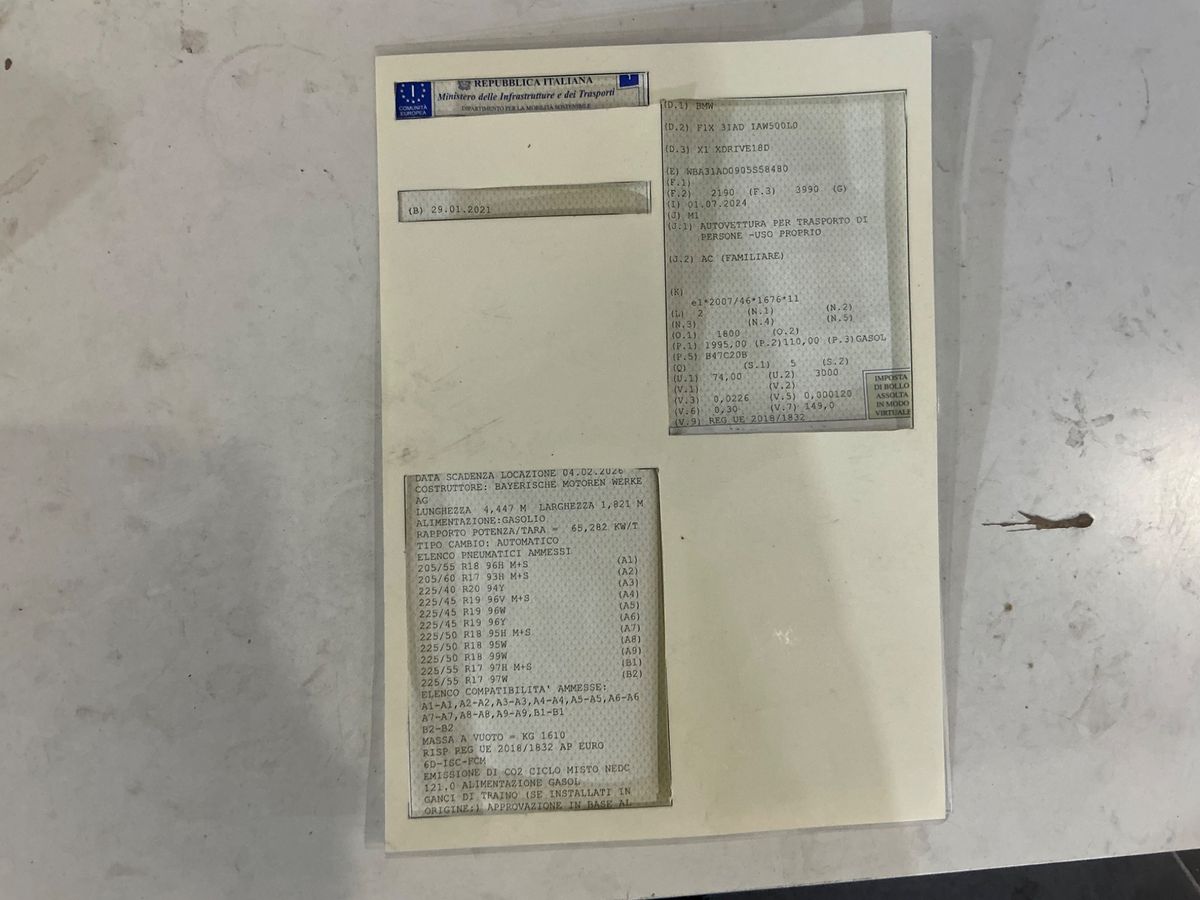 REPUBBLICA ITALIANA
Ministero delle Infrastrutture e dei Trasporti
DIPARTIMENTO PER LA MOBILITÀ SOSTENIBILE
I
COMUNITÀ
EUROPEA
(B) 29.01.2021
(D.1) BMW
(D.2) F1X 31AD IAW500L0
(D.3) X1 XDRIVE18D
(E) WBA31AD0905S58480
(F.1)
(F.2) 2190 (F.3) 3990 (G)
(I) 01.07.2024
(J) M1
(J.1) AUTOVETTURA PER TRASPORTO DI
PERSONE -USO PROPRIO
(J.2) AC (FAMILIARE)
(K)
e1*2007/46*1676*11
(L) 2 (N.1) (N.2)
(N.3) (N.4) (N.5)
(O.1) 1800 (O.2)
(P.1) 1995,00 (P.2)110,00 (P.3)GASOL
(P.5) B47C20B
(Q) (S.1) 5 (S.2)
(U.1) 74,00 (U.2) 3000
(V.1) (V.2)
(V.3) 0,0226 (V.5) 0,000120
(V.6) 0,30 (V.7) 149,0
(V.9) REG UE 2018/1832
IMPOSTA
DI BOLLO
ASSOLTA
IN MODO
VIRTUALE
DATA SCADENZA LOCAZIONE 04.02.2026
COSTRUTTORE: BAYERISCHE MOTOREN WERKE
AG
LUNGHEZZA 4,447 M LARGHEZZA 1,821 M
ALIMENTAZIONE:GASOLIO
RAPPORTO POTENZA/TARA = 65,282 KW/T
TIPO CAMBIO: AUTOMATICO
ELENCO PNEUMATICI AMMESSI
205/55 R18 96H M+S (A1)
205/60 R17 93H M+S (A2)
225/40 R20 94Y (A3)
225/45 R19 96V M+S (A4)
225/45 R19 96W (A5)
225/45 R19 96Y (A6)
225/50 R18 95H M+S (A7)
225/50 R18 95W (A8)
225/50 R18 99W (A9)
225/55 R17 97H M+S (B1)
225/55 R17 97W (B2)
ELENCO COMPATIBILITA' AMMESSE:
A1-A1,A2-A2,A3-A3,A4-A4,A5-A5,A6-A6
A7-A7,A8-A8,A9-A9,B1-B1
B2-B2
MASSA A VUOTO = KG 1610
RISP REG UE 2018/1832 AP EURO
6D-ISC-FCM
EMISSIONE DI CO2 CICLO MISTO NEDC
121.0 ALIMENTAZIONE GASOL
GANCI DI TRAINO (SE INSTALLATI IN
ORIGINE;) APPROVAZIONE IN BASE AL